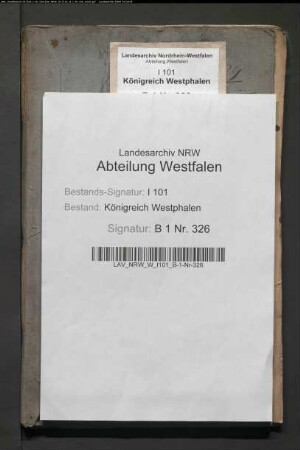 Landesarchiv Nordrhein-Westfalen
Abteilung Westfalen
I 101
Königreich Westphalen
Landesarchiv NRW
Abteilung Westfalen
Bestands-Signatur: I 101
Bestand: Königreich Westphalen
Signatur: B 1 Nr. 326
LAV_NRW_W_I101_B-1-Nr-326